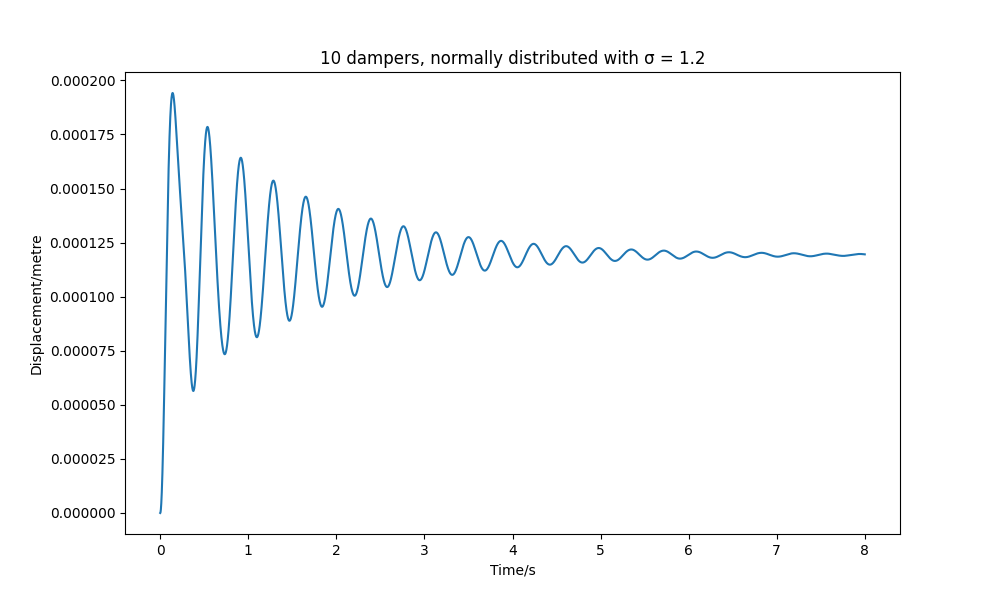 10 dampers, normally distributed with σ = 1.2
0.000200
0.000175
0.000150
0.000125
0.000100
0.000075
0.000050
0.000025
0.000000
Displacement/metre
0 1 2 3 4 5 6 7 8
Time/s